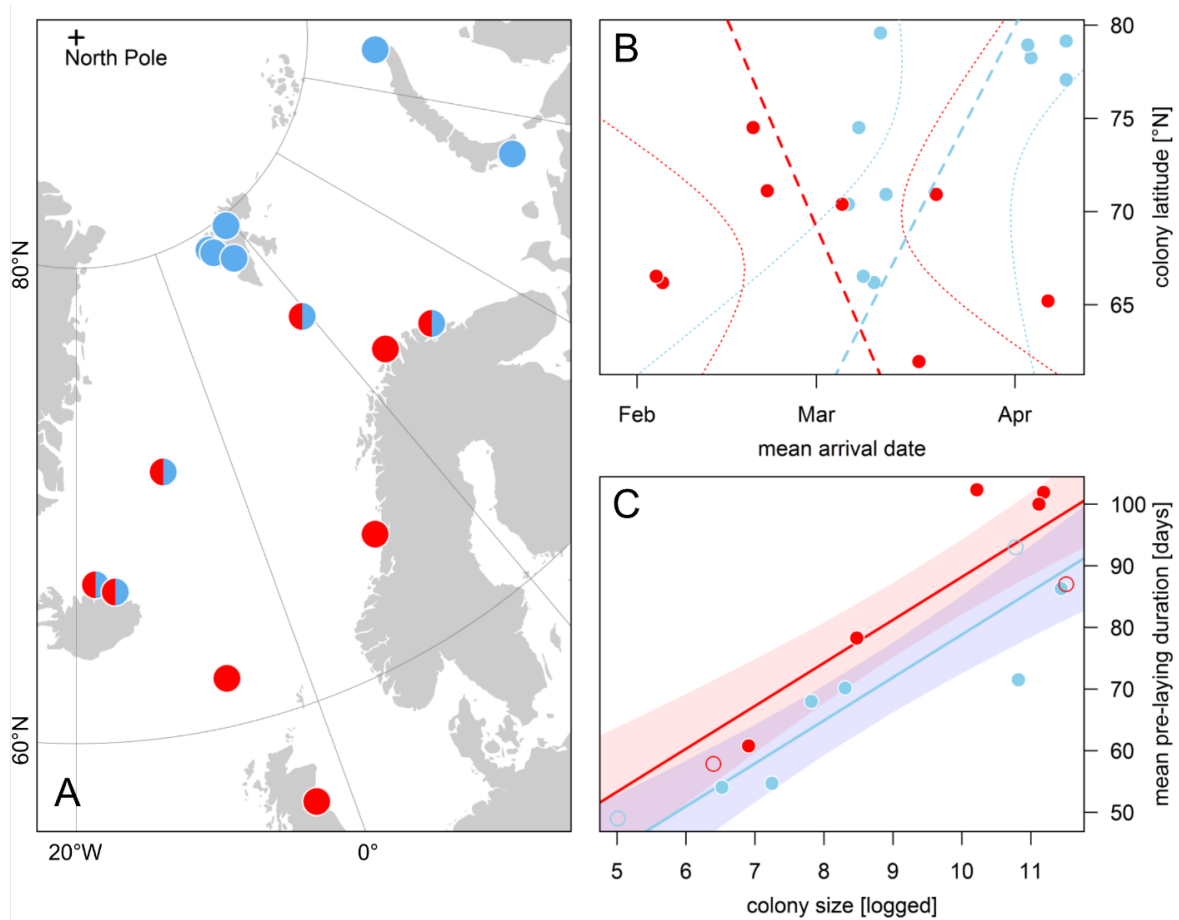 +
North Pole
80°N
60°N
A
20°W
0°
B
80
75
70
65
colony latitude [°N]
Feb
Mar
Apr
mean arrival date
C
100
90
80
70
60
50
mean pre-laying duration [days]
5 6 7 8 9 10 11
colony size [logged]